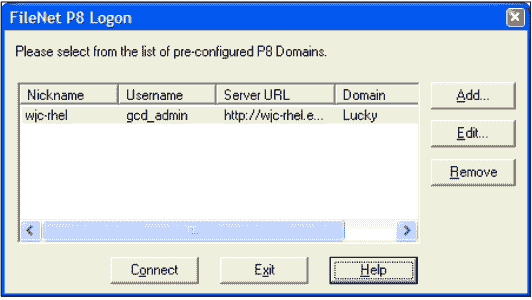 FileNet P8 Logon
Please select from the list of pre-configured P8 Domains.
Nickname Username Server URL Domain
wjc-rhel gcd_admin http://wjc-rhel.e... Lucky
Add...
Edit...
Remove
Connect Exit Help